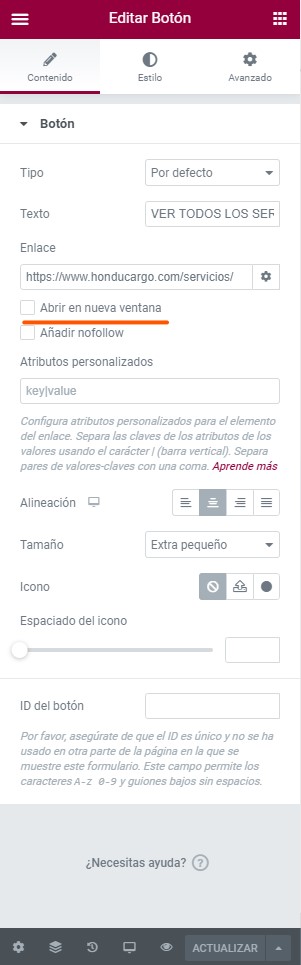 Editar Botón
Contenido
Estilo
Avanzado
Botón
Tipo
Por defecto
Texto
VER TODOS LOS SER
Enlace
https://www.honducargo.com/servicios/
Abrir en nueva ventana
Añadir nofollow
Atributos personalizados
key|value
Configura atributos personalizados para el elemento
del enlace. Separa las claves de los atributos de los
valores usando el carácter | (barra vertical). Separa
pares de valores-claves con una coma. Aprende más
Alineación
Tamaño
Extra pequeño
Icono
Espaciado del icono
ID del botón
Por favor, asegúrate de que el ID es único y no se ha
usado en otra parte de la página en la que se
muestre este formulario. Este campo permite los
caracteres A-z 0-9 y guiones bajos sin espacios.
¿Necesitas ayuda? ?
ACTUALIZAR